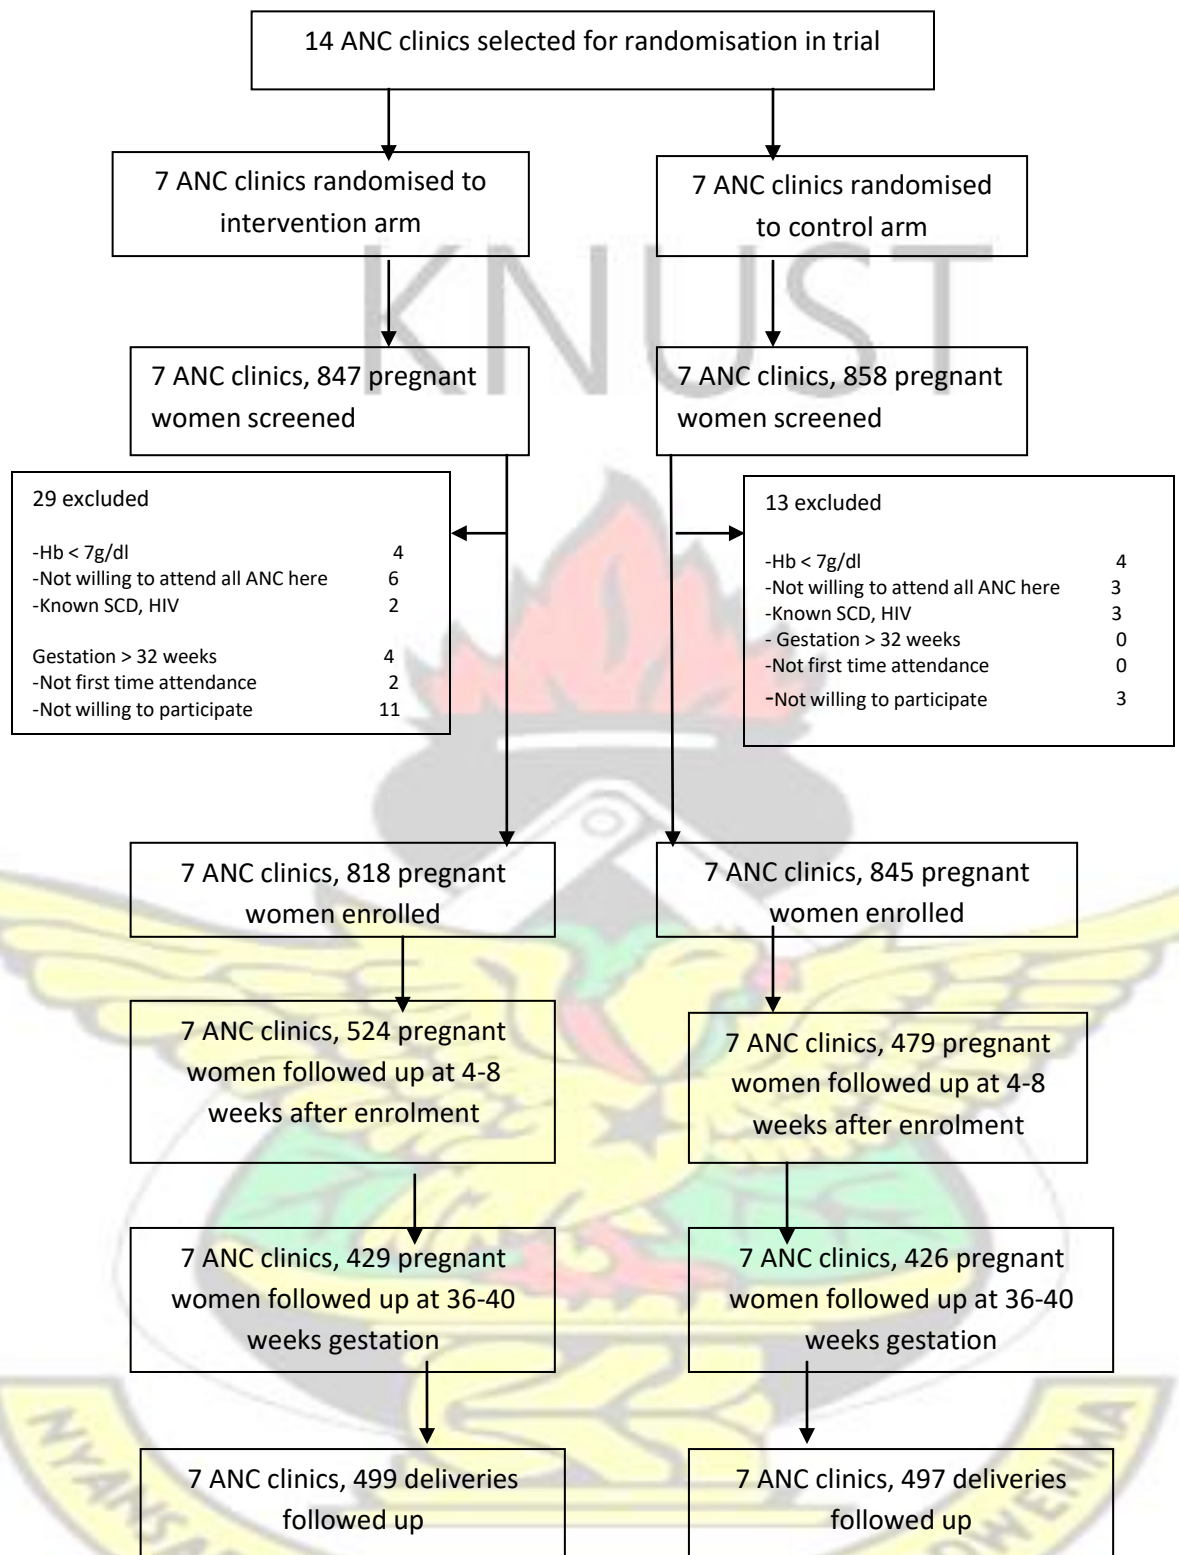 14 ANC clinics selected for randomisation in trial
7 ANC clinics randomised to
intervention arm
7 ANC clinics randomised
to control arm
KNUST
7 ANC clinics, 847 pregnant
women screened
7 ANC clinics, 858 pregnant
women screened
29 excluded
-Hb < 7g/dl 4
-Not willing to attend all ANC here 6
-Known SCD, HIV 2
Gestation > 32 weeks 4
-Not first time attendance 2
-Not willing to participate 11
13 excluded
-Hb < 7g/dl 4
-Not willing to attend all ANC here 3
-Known SCD, HIV 3
- Gestation > 32 weeks 0
-Not first time attendance 0
-Not willing to participate 3
7 ANC clinics, 818 pregnant
women enrolled
7 ANC clinics, 845 pregnant
women enrolled
7 ANC clinics, 524 pregnant
women followed up at 4-8
weeks after enrolment
7 ANC clinics, 479 pregnant
women followed up at 4-8
weeks after enrolment
7 ANC clinics, 429 pregnant
women followed up at 36-40
weeks gestation
7 ANC clinics, 426 pregnant
women followed up at 36-40
weeks gestation
7 ANC clinics, 499 deliveries
followed up
7 ANC clinics, 497 deliveries
followed up